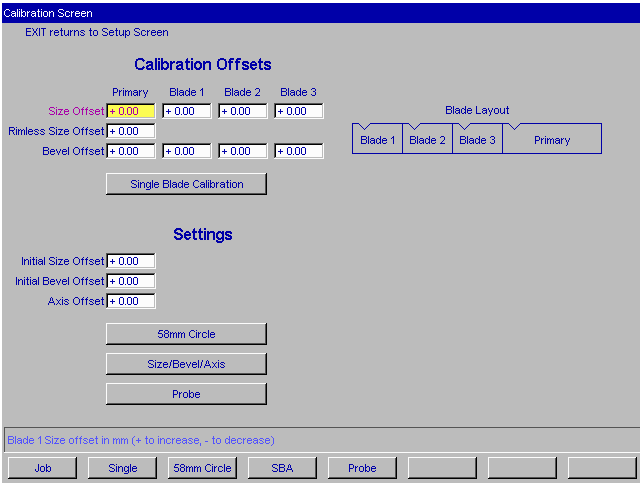 Calibration Screen
EXIT returns to Setup Screen
Calibration Offsets
Primary Blade 1 Blade 2 Blade 3
Size Offset + 0.00 + 0.00 + 0.00 + 0.00
Rimless Size Offset + 0.00
Bevel Offset + 0.00 + 0.00 + 0.00 + 0.00
Single Blade Calibration
Blade Layout
Blade 1 Blade 2 Blade 3 Primary
Settings
Initial Size Offset + 0.00
Initial Bevel Offset + 0.00
Axis Offset + 0.00
58mm Circle
Size/Bevel/Axis
Probe
Blade 1 Size offset in mm (+ to increase, - to decrease)
Job Single 58mm Circle SBA Probe